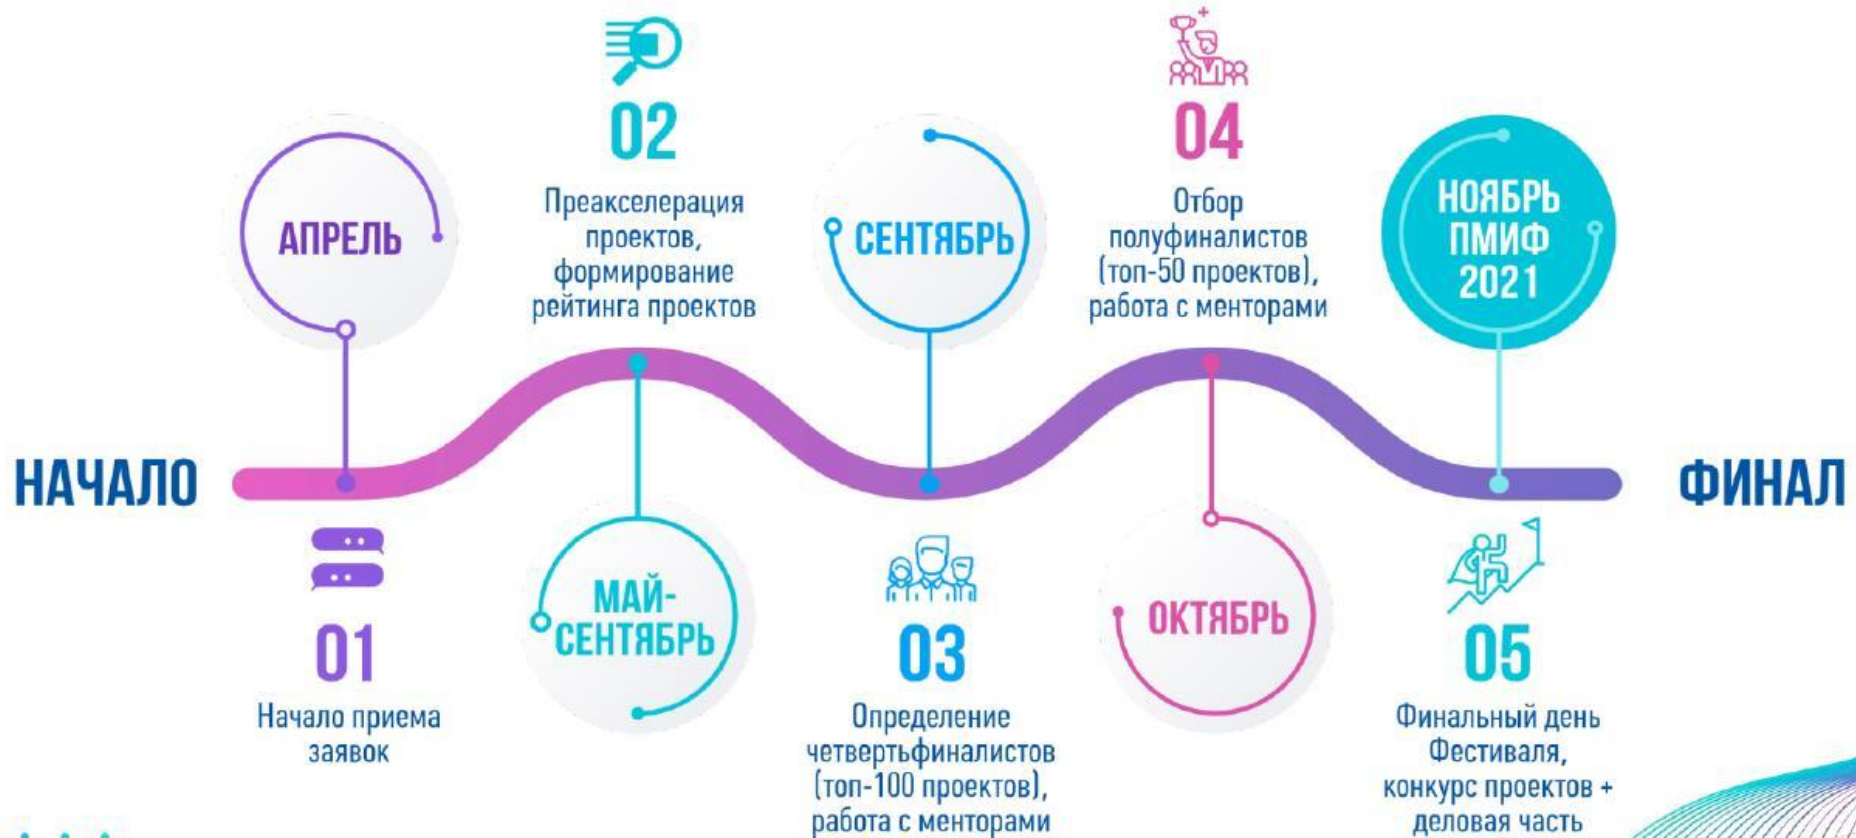 НАЧАЛО
АПРЕЛЬ
01
Начало приема
заявок
02
Преакселерация
проектов,
формирование
рейтинга проектов
МАЙ-
СЕНТЯБРЬ
СЕНТЯБРЬ
03
Определение
четвертьфиналистов
(топ-100 проектов),
работа с менторами
04
Отбор
полуфиналистов
(топ-50 проектов),
работа с менторами
ОКТЯБРЬ
НОЯБРЬ
ПМИФ
2021
05
Финальный день
Фестиваля,
конкурс проектов +
деловая часть
ФИНАЛ